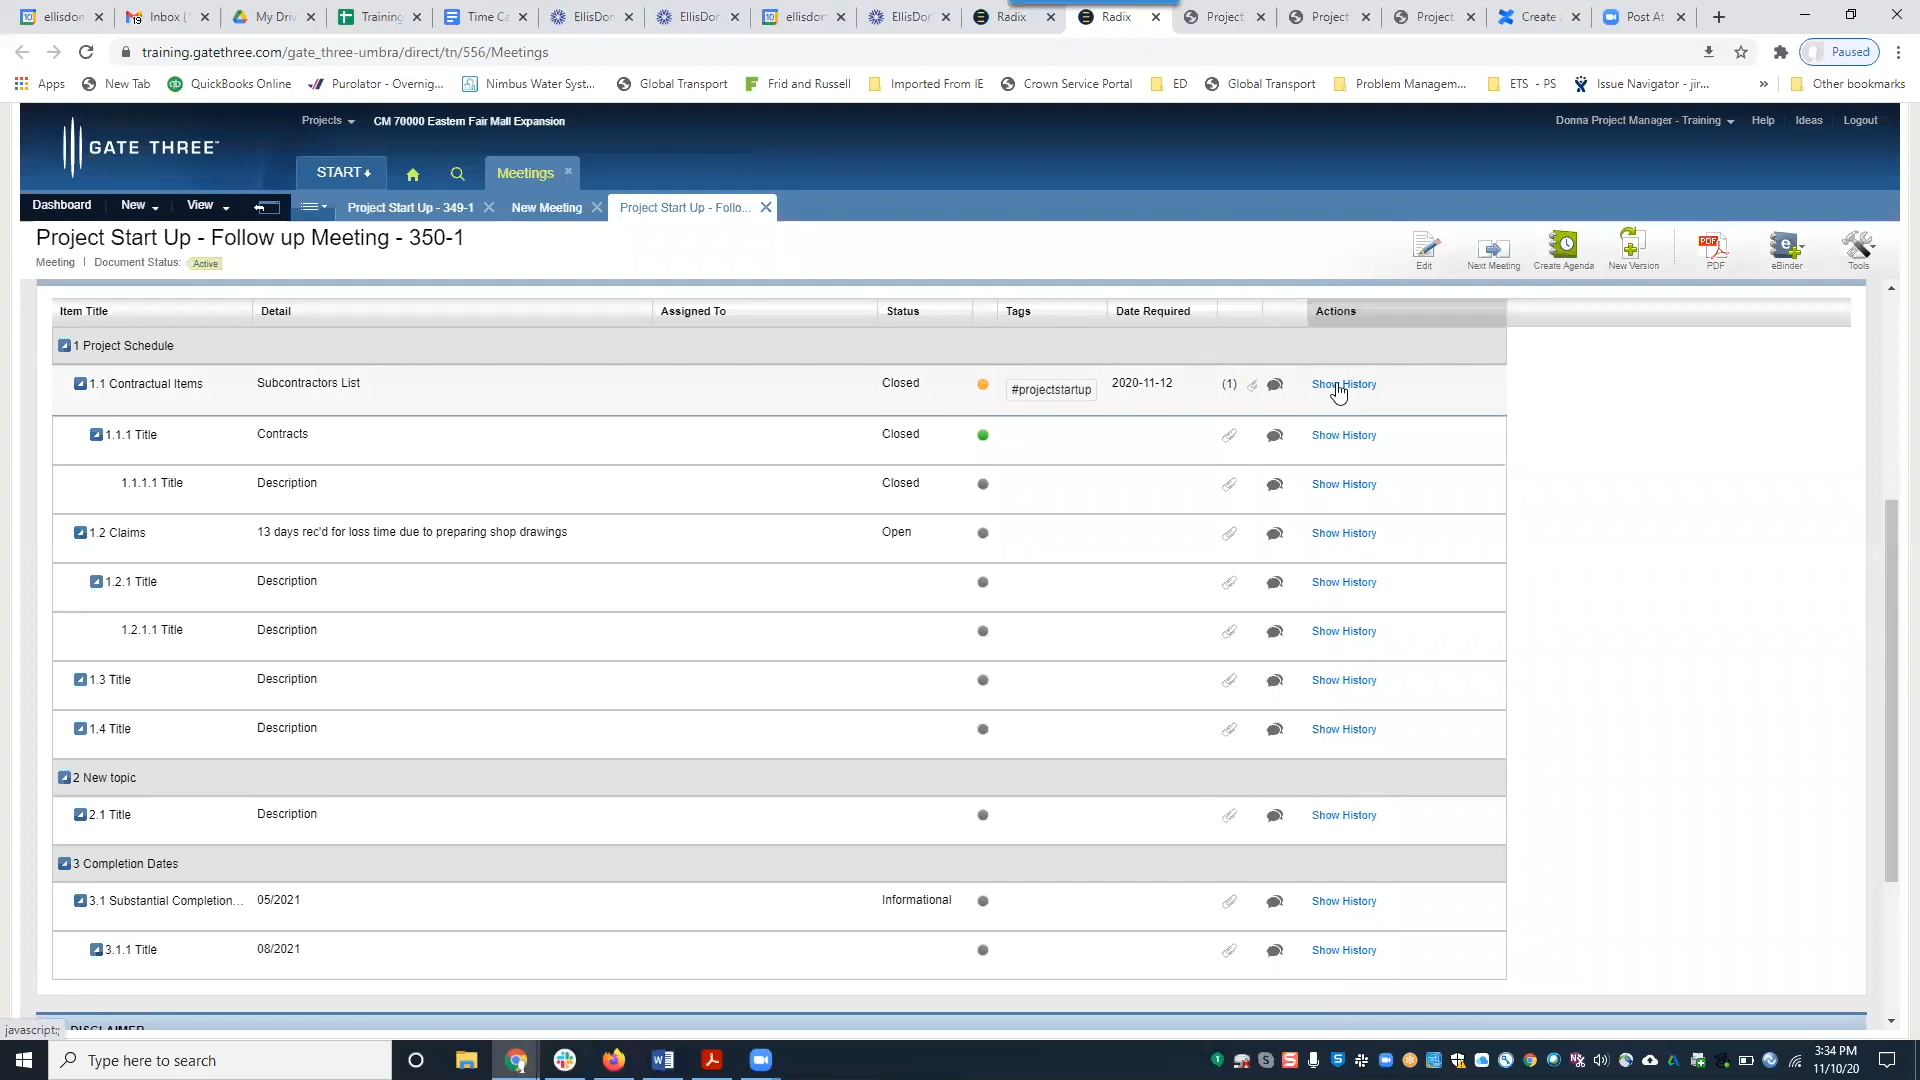 ellisdon
Inbox (
My Driv
Training
Time Ca
EllisDon
EllisDon
ellisdon
EllisDon
Radix
Radix
Project
Project
Project
Create
Post At
training.gatethree.com/gate_three-umbra/direct/tn/556/Meetings
Paused
Apps
New Tab
QuickBooks Online
Purolator - Overnig...
Nimbus Water Syst...
Global Transport
Frid and Russell
Imported From IE
Crown Service Portal
ED
Global Transport
Problem Managem...
ETS - PS
Issue Navigator - jir...
»
Other bookmarks
GATE THREE
Projects
CM 70000 Eastern Fair Mall Expansion
Donna Project Manager - Training
Help
Ideas
Logout
START
Meetings
Dashboard
New
View
Project Start Up - 349-1
New Meeting
Project Start Up - Follo...
Project Start Up - Follow up Meeting - 350-1
Meeting | Document Status: Active
Edit
Next Meeting
Create Agenda
New Version
PDF
PDF
eBinder
Tools
Item Title Detail Assigned To Status Tags Date Required Actions
1 Project Schedule
1.1 Contractual Items Subcontractors List Closed #projectstartup 2020-11-12 (1) Show History
1.1.1 Title Contracts Closed Show History
1.1.1.1 Title Description Closed Show History
1.2 Claims 13 days rec'd for loss time due to preparing shop drawings Open Show History
1.2.1 Title Description Show History
1.2.1.1 Title Description Show History
1.3 Title Description Show History
1.4 Title Description Show History
2 New topic
2.1 Title Description Show History
3 Completion Dates
3.1 Substantial Completion... 05/2021 Informational Show History
3.1.1 Title 08/2021 Show History
javascript:;
DISCLAIMER
Type here to search
3:34 PM
11/10/20